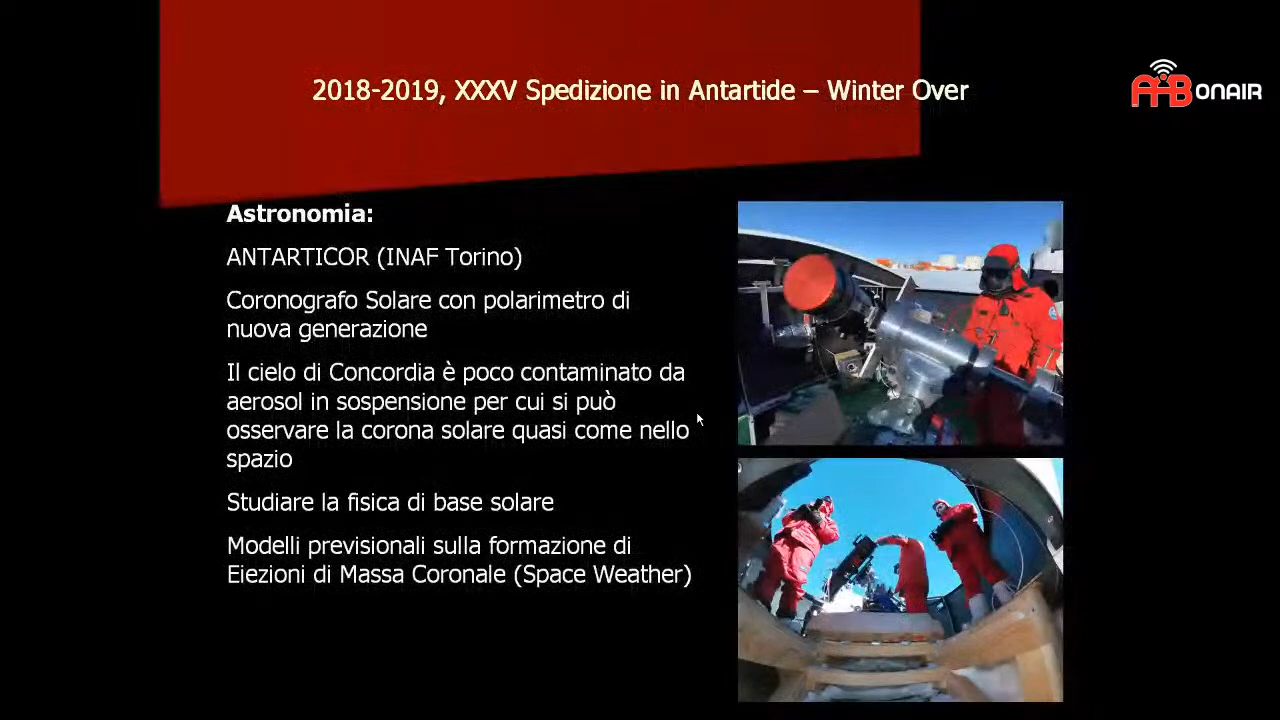 2018-2019, XXXV Spedizione in Antartide – Winter Over
AAB ONAIR
Astronomia:
ANTARTICOR (INAF Torino)
Coronografo Solare con polarimetro di
nuova generazione
Il cielo di Concordia è poco contaminato da
aerosol in sospensione per cui si può
osservare la corona solare quasi come nello
spazio
Studiare la fisica di base solare
Modelli previsionali sulla formazione di
Eiezioni di Massa Coronale (Space Weather)